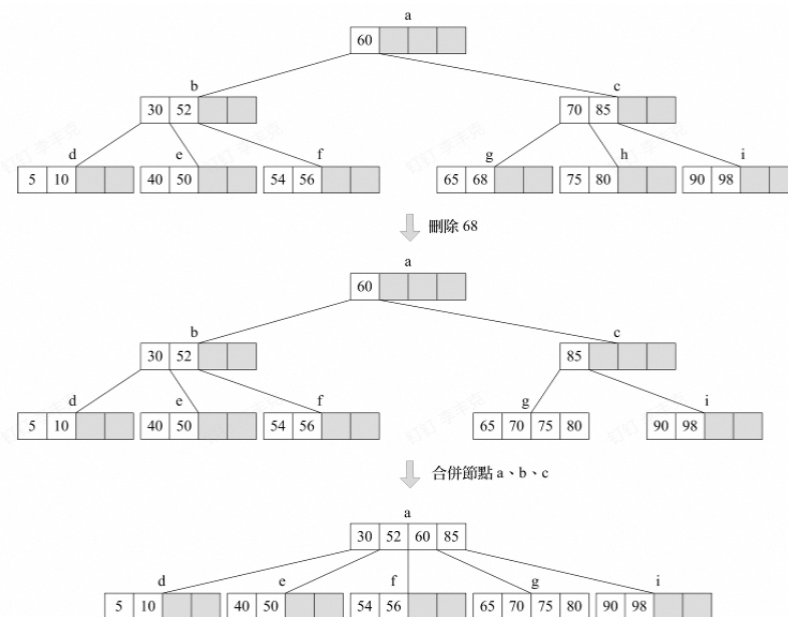 a
60
b c
30 52 70 85
d e f g h i
5 10 40 50 54 56 65 68 75 80 90 98
刪除 68
a
60
b c
30 52 85
d e f g i
5 10 40 50 54 56 65 70 75 80 90 98
合併節點 a、b、c
a
30 52 60 85
d e f g i
5 10 40 50 54 56 65 70 75 80 90 98